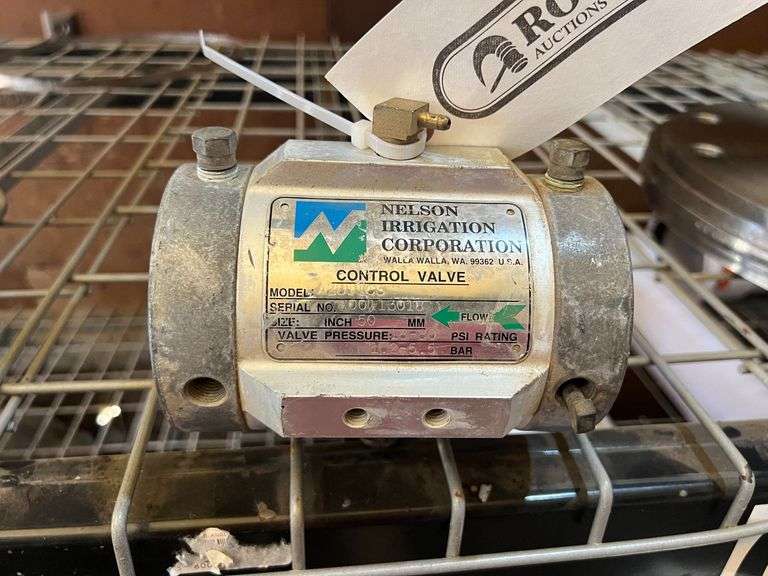 RO
AUCTIONS
NELSON
IRRIGATION
CORPORATION
WALLA WALLA, WA. 99362 U.S.A.
CONTROL VALVE
MODEL:
SERIAL NO.
SIZE: INCH 50 MM FLOW
VALVE PRESSURE: PSI RATING
BAR